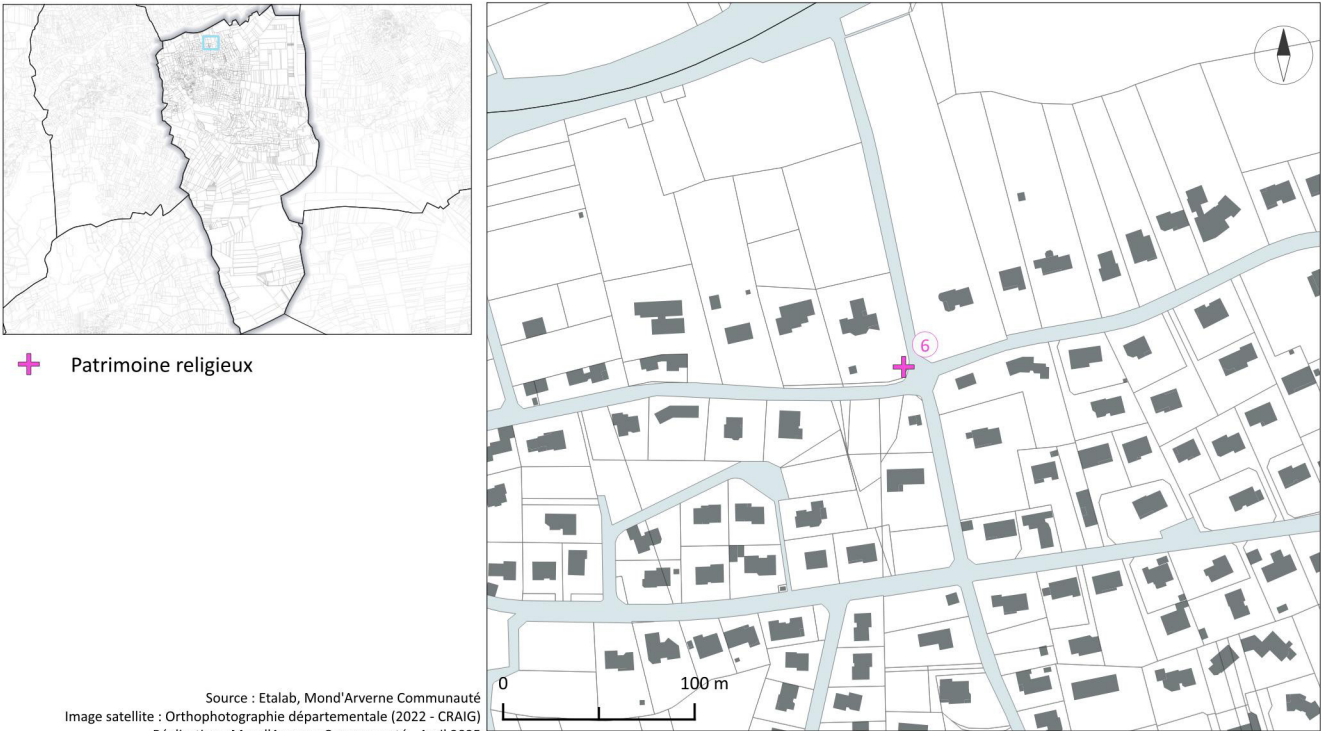 Patrimoine religieux
6
0 100 m
Source : Etalab, Mond'Arverne Communauté
Image satellite : Orthophotographie départementale (2022 - CRAIG)